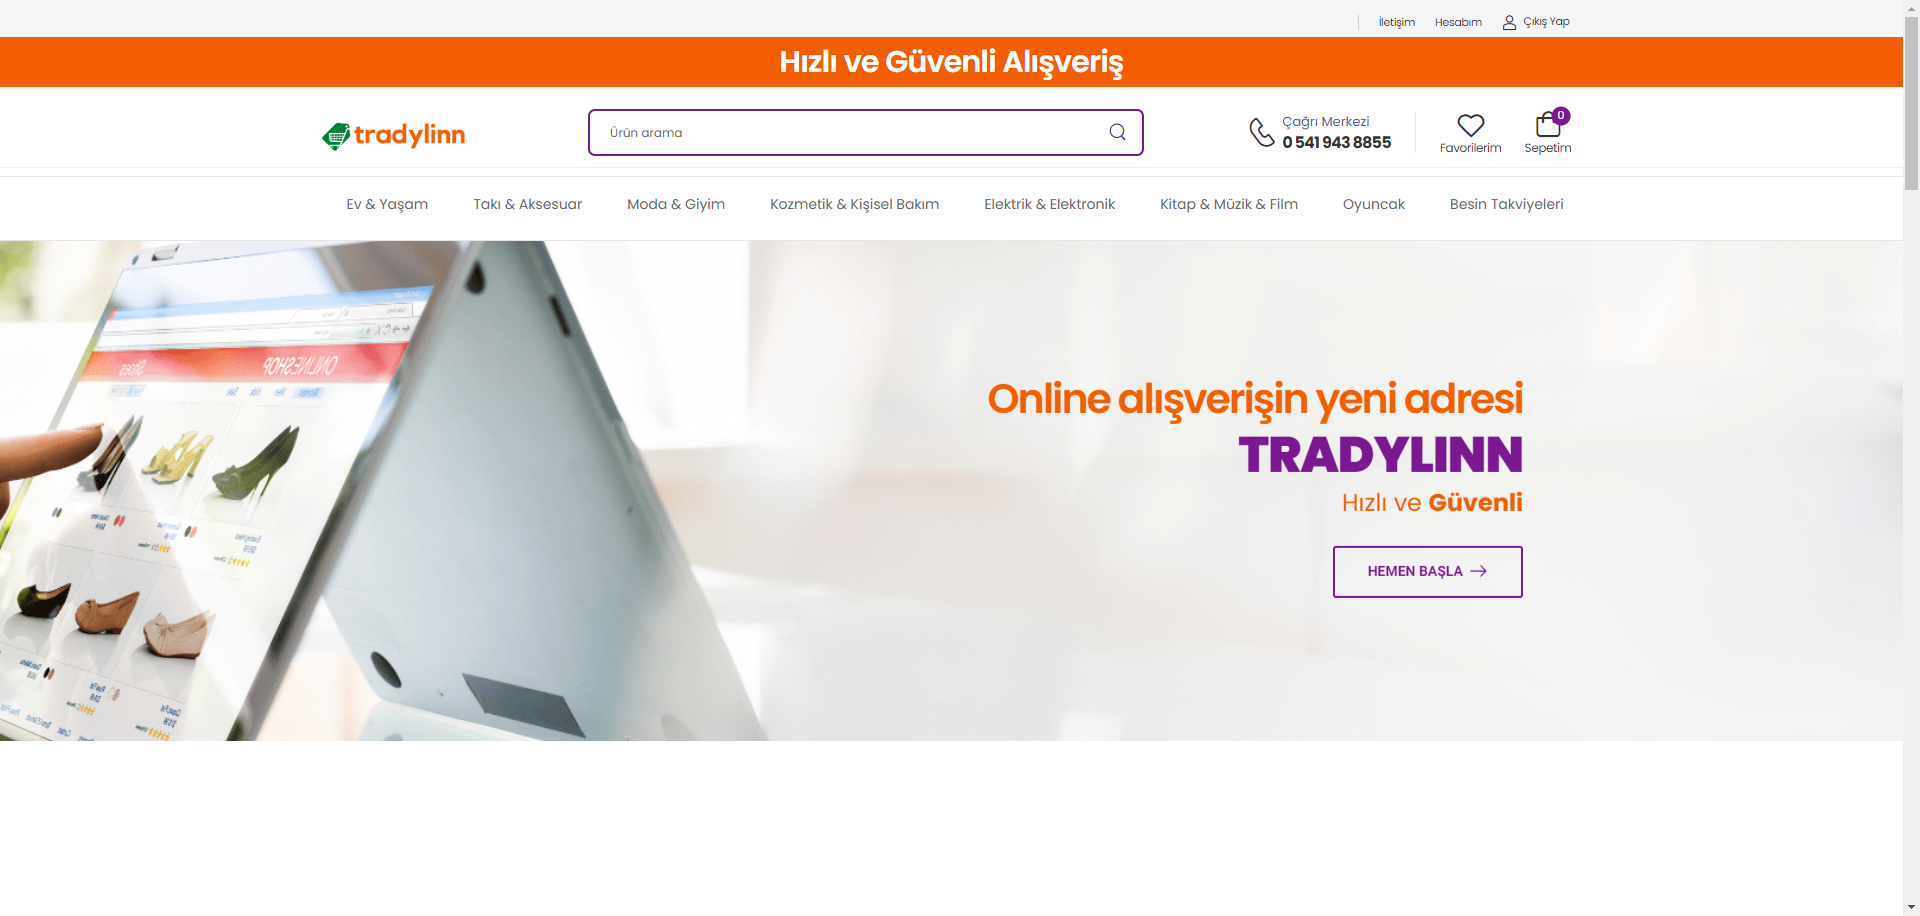 İletişim Hesabım Çıkış Yap
Hızlı ve Güvenli Alışveriş
tradylinn
Ürün arama
Çağrı Merkezi
0 541 943 8855
Favorilerim
0
Sepetim
Ev & Yaşam Takı & Aksesuar Moda & Giyim Kozmetik & Kişisel Bakım Elektrik & Elektronik Kitap & Müzik & Film Oyuncak Besin Takviyeleri
ONLINESHOP Shoes
Online alışverişin yeni adresi
TRADYLINN
Hızlı ve Güvenli
HEMEN BAŞLA